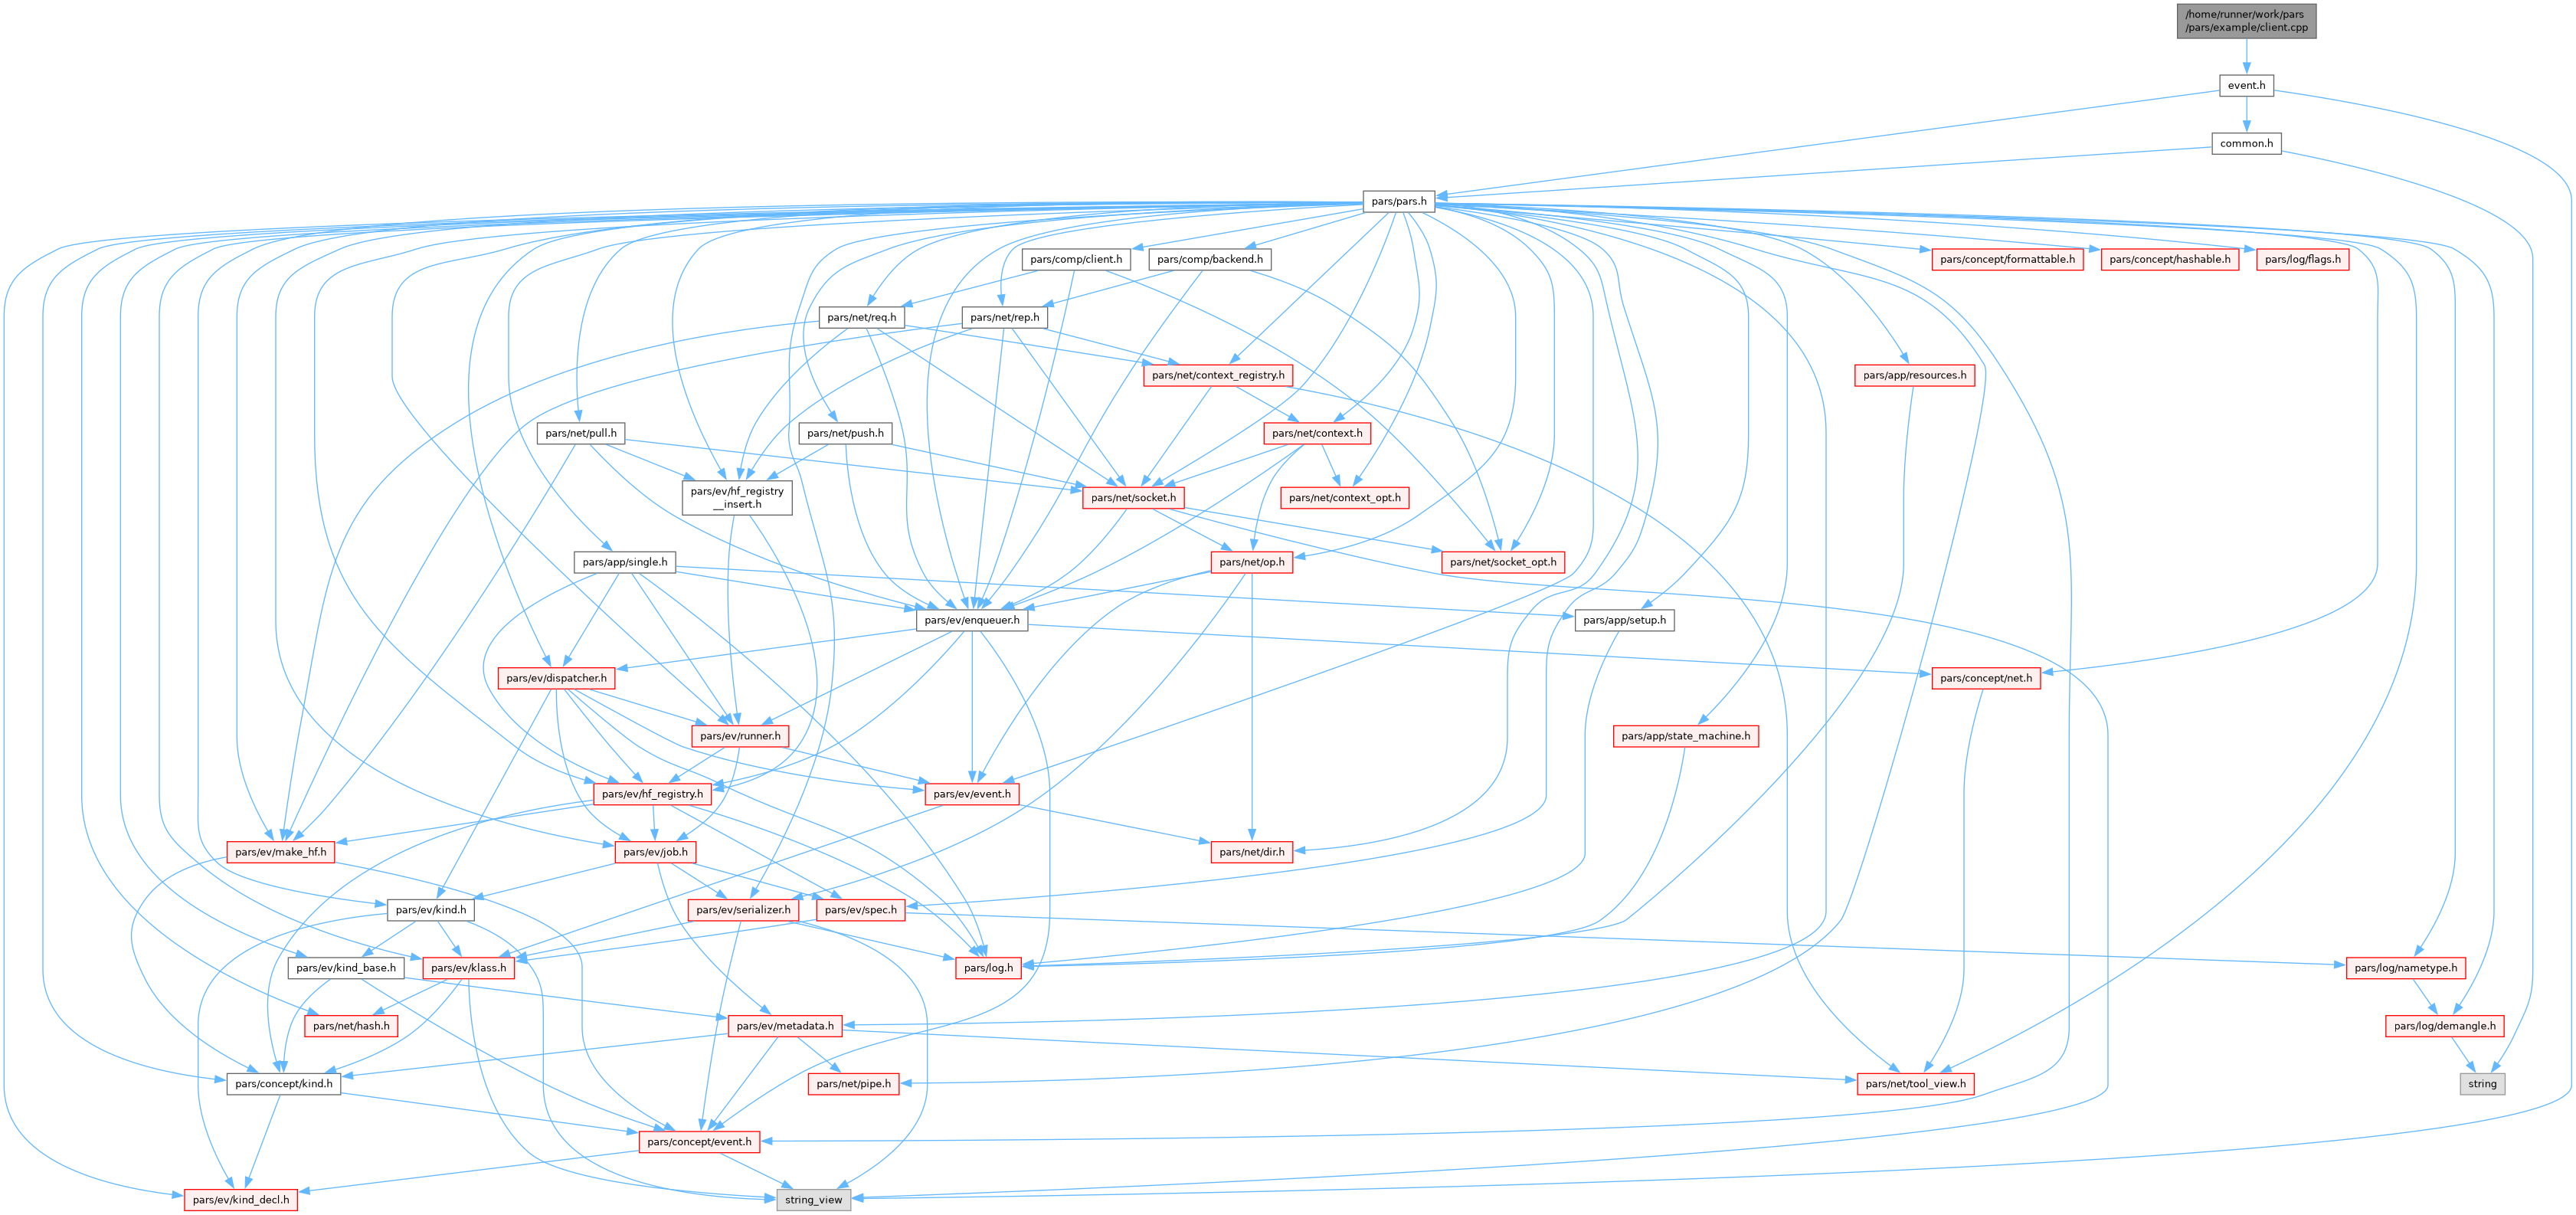 /home/runner/work/pars
/pars/example/client.cpp
event.h
common.h
pars/pars.h
pars/comp/client.h
pars/comp/backend.h
pars/concept/formattable.h
pars/concept/hashable.h
pars/log/flags.h
pars/net/req.h
pars/net/rep.h
pars/net/context_registry.h
pars/app/resources.h
pars/net/pull.h
pars/net/push.h
pars/net/context.h
pars/ev/hf_registry
__insert.h
pars/net/socket.h
pars/net/context_opt.h
pars/app/single.h
pars/net/op.h
pars/net/socket_opt.h
pars/ev/enqueuer.h
pars/app/setup.h
pars/ev/dispatcher.h
pars/concept/net.h
pars/ev/runner.h
pars/app/state_machine.h
pars/ev/hf_registry.h
pars/ev/event.h
pars/ev/make_hf.h
pars/ev/job.h
pars/net/dir.h
pars/ev/kind.h
pars/ev/serializer.h
pars/ev/spec.h
pars/ev/kind_base.h
pars/ev/klass.h
pars/log.h
pars/log/nametype.h
pars/net/hash.h
pars/ev/metadata.h
pars/log/demangle.h
pars/concept/kind.h
pars/net/pipe.h
pars/net/tool_view.h
string
pars/concept/event.h
pars/ev/kind_decl.h
string_view